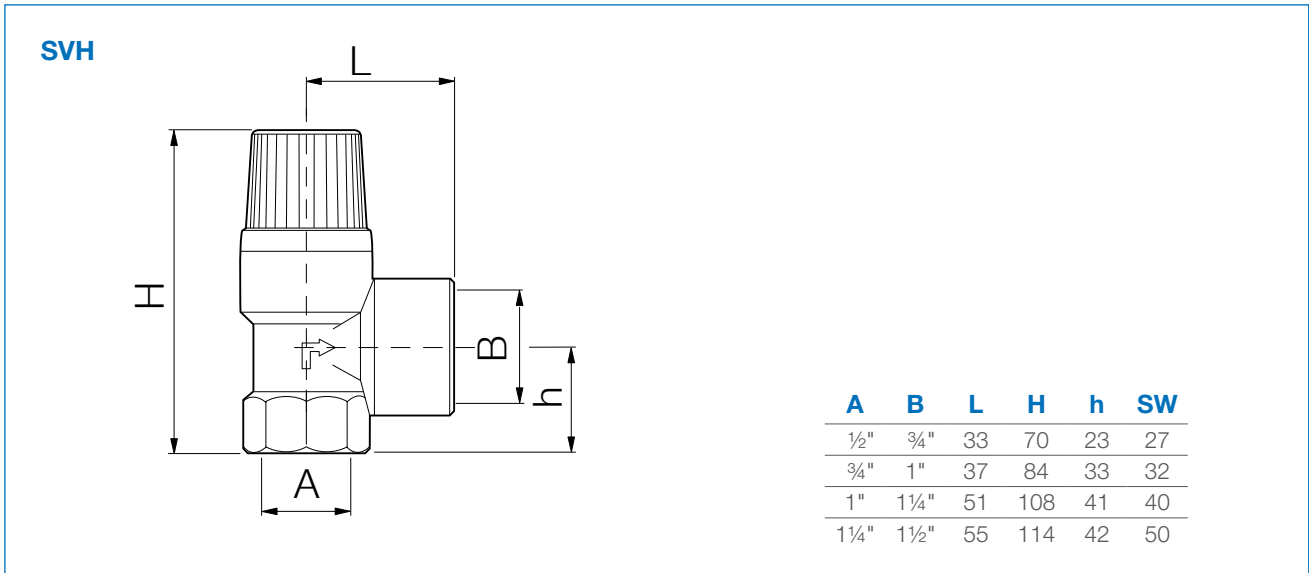 SVH
L
H
B
h
A
A B L H h SW
½" ¾" 33 70 23 27
¾" 1" 37 84 33 32
1" 1¼" 51 108 41 40
1¼" 1½" 55 114 42 50